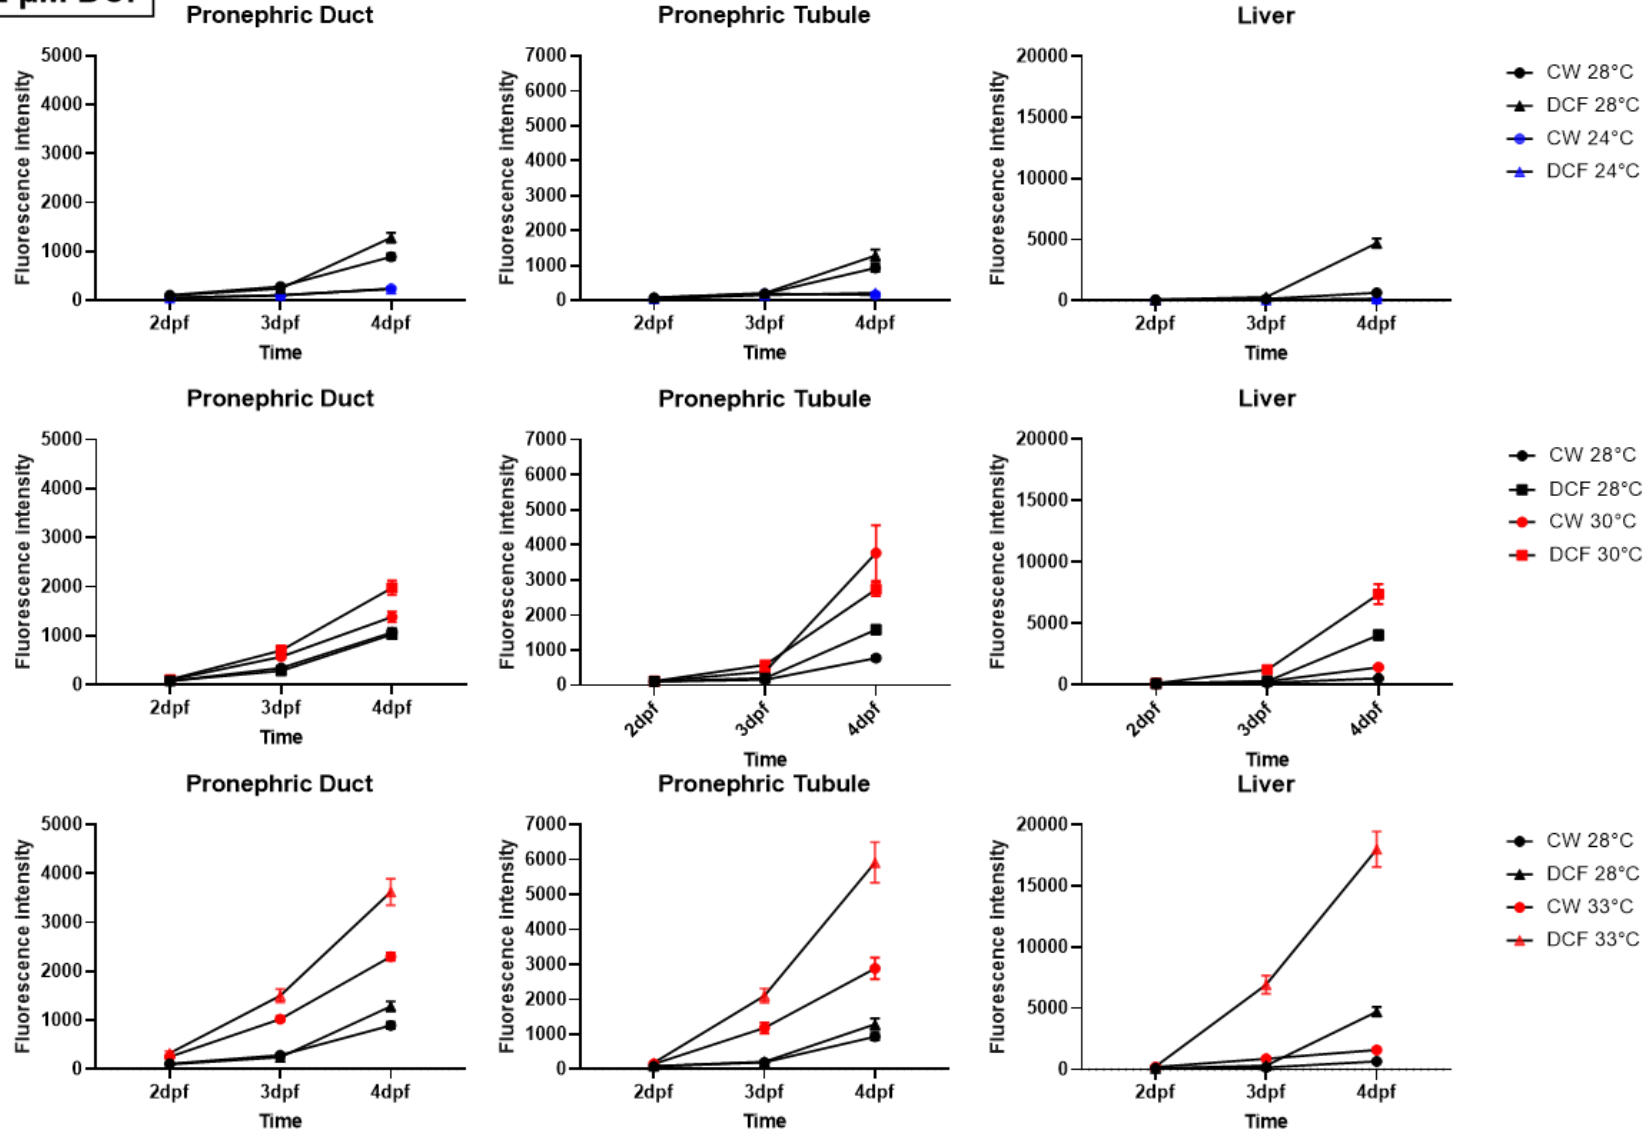 µM DCF
Pronephric Duct
5000
4000
3000
2000
1000
0
Fluorescence intensity
2dpf 3dpf 4dpf
Time
Pronephric Tubule
7000
6000
5000
4000
3000
2000
1000
0
Fluorescence intensity
2dpf 3dpf 4dpf
Time
Liver
20000
15000
10000
5000
0
Fluorescence intensity
2dpf 3dpf 4dpf
Time
CW 28°C
DCF 28°C
CW 24°C
DCF 24°C
Pronephric Duct
5000
4000
3000
2000
1000
0
Fluorescence intensity
2dpf 3dpf 4dpf
Time
Pronephric Tubule
7000
6000
5000
4000
3000
2000
1000
0
Fluorescence intensity
2dpf 3dpf 4dpf
Time
Liver
20000
15000
10000
5000
0
Fluorescence intensity
2dpf 3dpf 4dpf
Time
CW 28°C
DCF 28°C
CW 30°C
DCF 30°C
Pronephric Duct
5000
4000
3000
2000
1000
0
Fluorescence intensity
2dpf 3dpf 4dpf
Time
Pronephric Tubule
7000
6000
5000
4000
3000
2000
1000
0
Fluorescence intensity
2dpf 3dpf 4dpf
Time
Liver
20000
15000
10000
5000
0
Fluorescence intensity
2dpf 3dpf 4dpf
Time
CW 28°C
DCF 28°C
CW 33°C
DCF 33°C